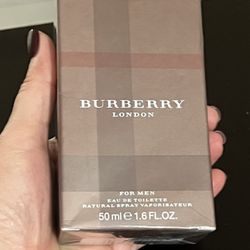 BURBERRY
LONDON
FOR MEN
EAU DE TOILETTE
NATURAL SPRAY VAPORISATEUR
50 ml ℮ 1.6 FL.OZ.